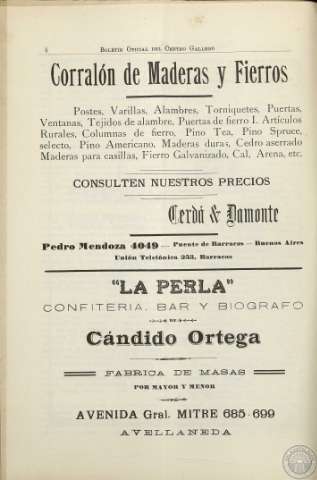 4 BOLETIN OFICIAL DEL CENTRO GALLEGO
Corralón de Maderas y Fierros
Postes, Varillas, Alambres, Torniquetes, Puertas,
Ventanas, Tejidos de alambre, Puertas de fierro I. Artículos
Rurales, Columnas de fierro, Pino Tea, Pino Spruce,
selecto, Pino Americano, Maderas duras, Cedro aserrado
Maderas para casillas, Fierro Galvanizado, Cal, Arena, etc.
CONSULTEN NUESTROS PRECIOS
Cerdá & Damonte
Pedro Mendoza 4049 — Puente de Barracas — Buenos Aires
Unión Telefónica 253, Barracas
"LA PERLA"
CONFITERIA, BAR Y BIOGRAFO
DE
Cándido Ortega
FABRICA DE MASAS
POR MAYOR Y MENOR
AVENIDA Gral. MITRE 685-699
AVELLANEDA